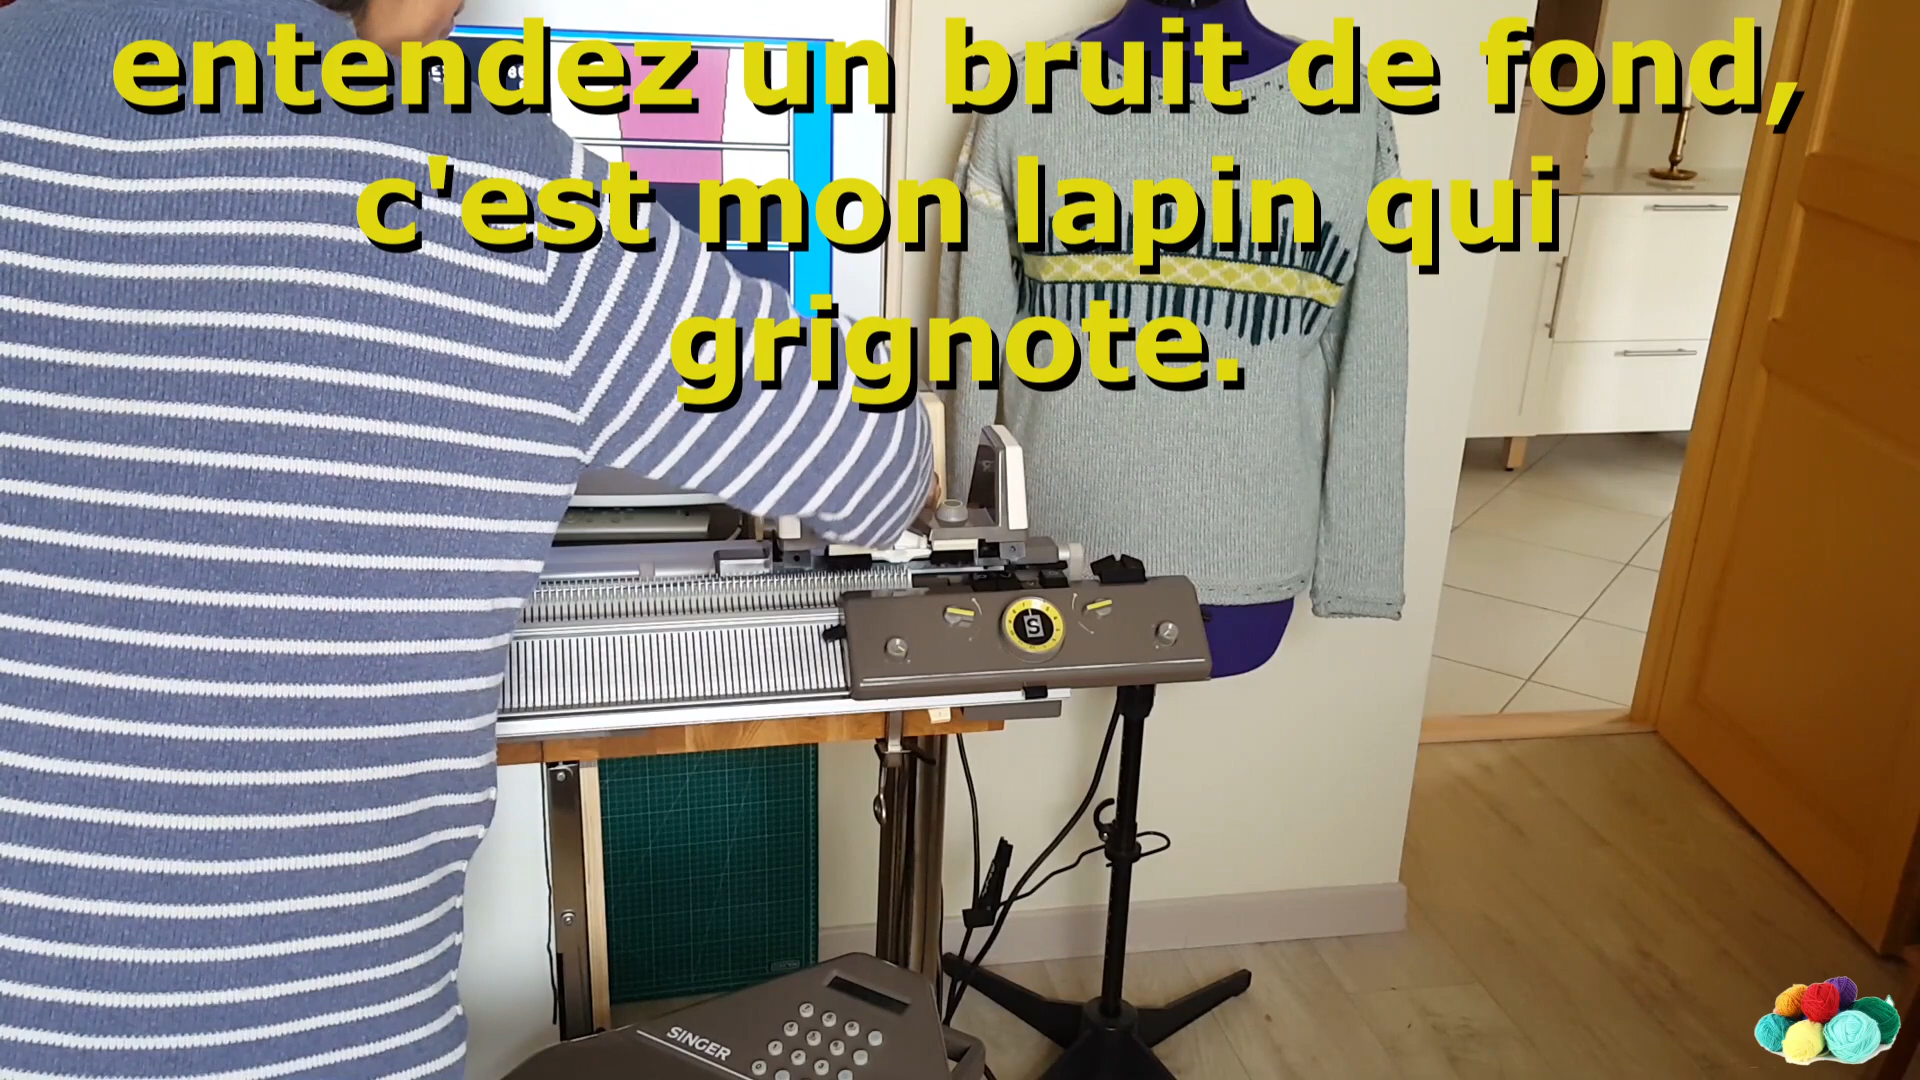 entendez un bruit de fond,
c'est mon lapin qui
grignote.
S
SINGER